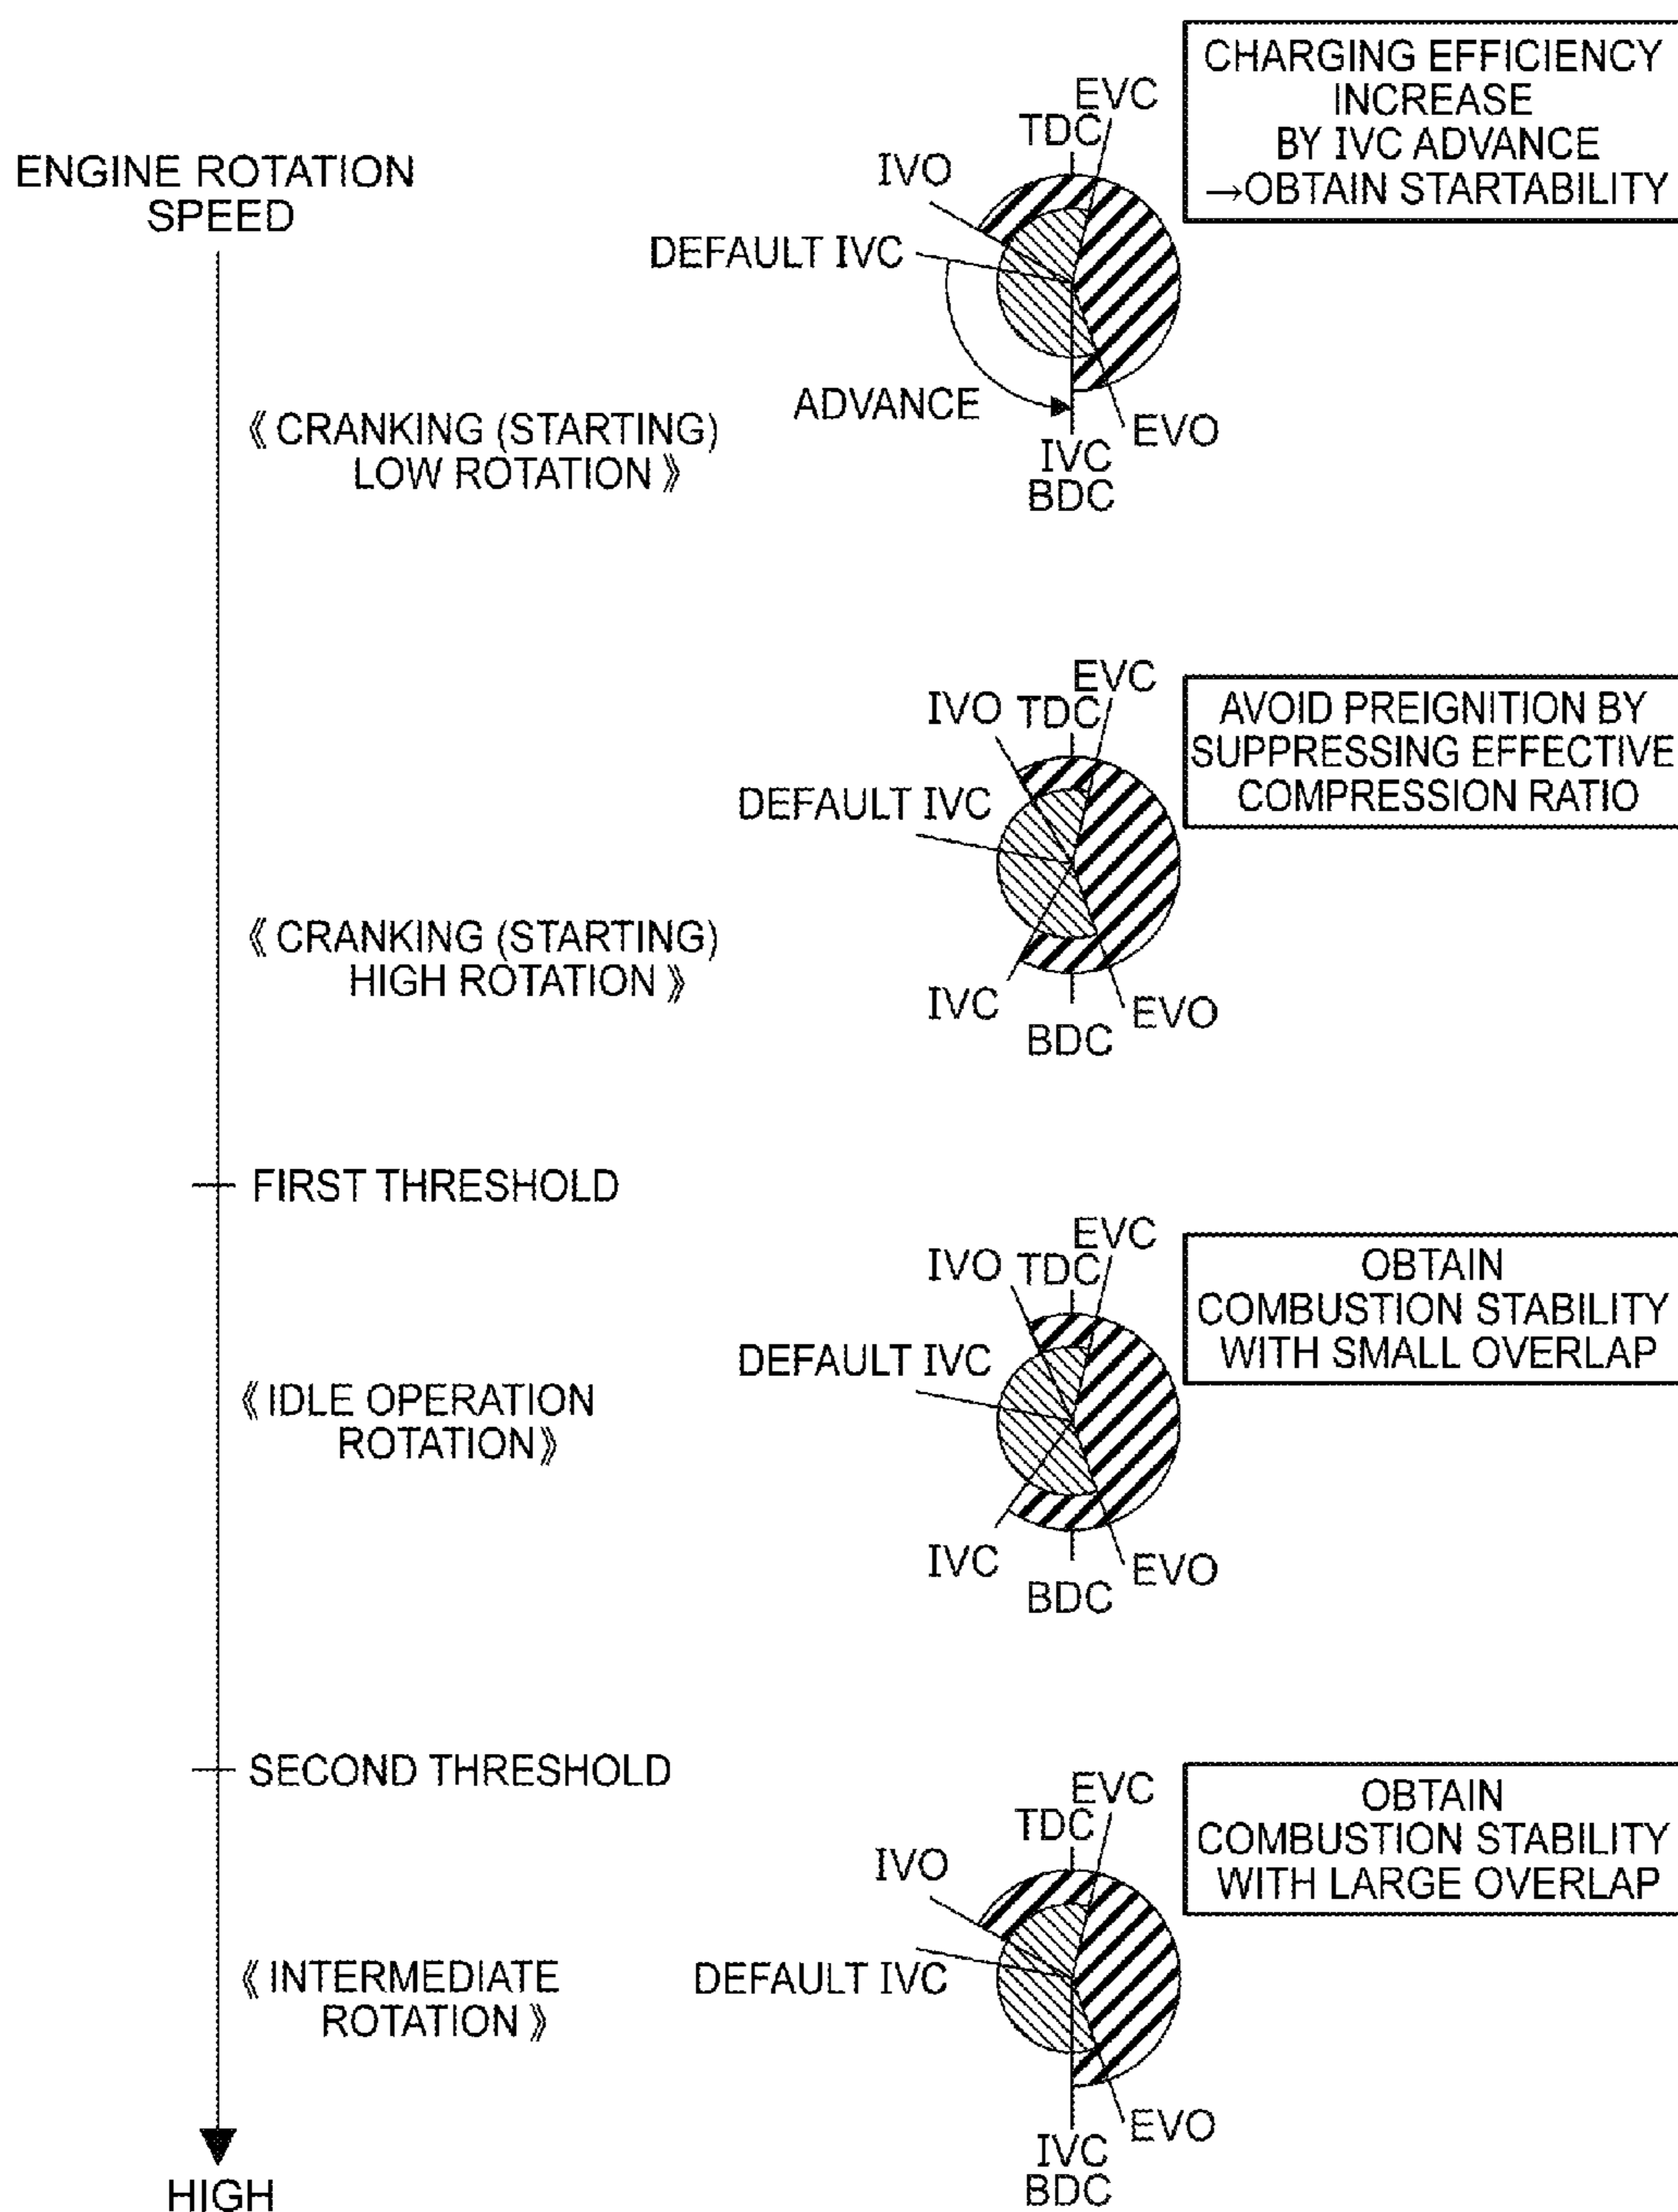 ENGINE ROTATION
SPEED
《 CRANKING (STARTING)
LOW ROTATION 》
EVC
TDC
IVO
DEFAULT IVC
ADVANCE
EVO
IVC
BDC
CHARGING EFFICIENCY
INCREASE
BY IVC ADVANCE
→OBTAIN STARTABILITY
《 CRANKING (STARTING)
HIGH ROTATION 》
EVC
IVO TDC
DEFAULT IVC
IVC
EVO
BDC
AVOID PREIGNITION BY
SUPPRESSING EFFECTIVE
COMPRESSION RATIO
FIRST THRESHOLD
《 IDLE OPERATION
ROTATION》
EVC
IVO TDC
DEFAULT IVC
IVC
EVO
BDC
OBTAIN
COMBUSTION STABILITY
WITH SMALL OVERLAP
SECOND THRESHOLD
《 INTERMEDIATE
ROTATION 》
EVC
TDC
IVO
DEFAULT IVC
EVO
IVC
BDC
OBTAIN
COMBUSTION STABILITY
WITH LARGE OVERLAP
HIGH